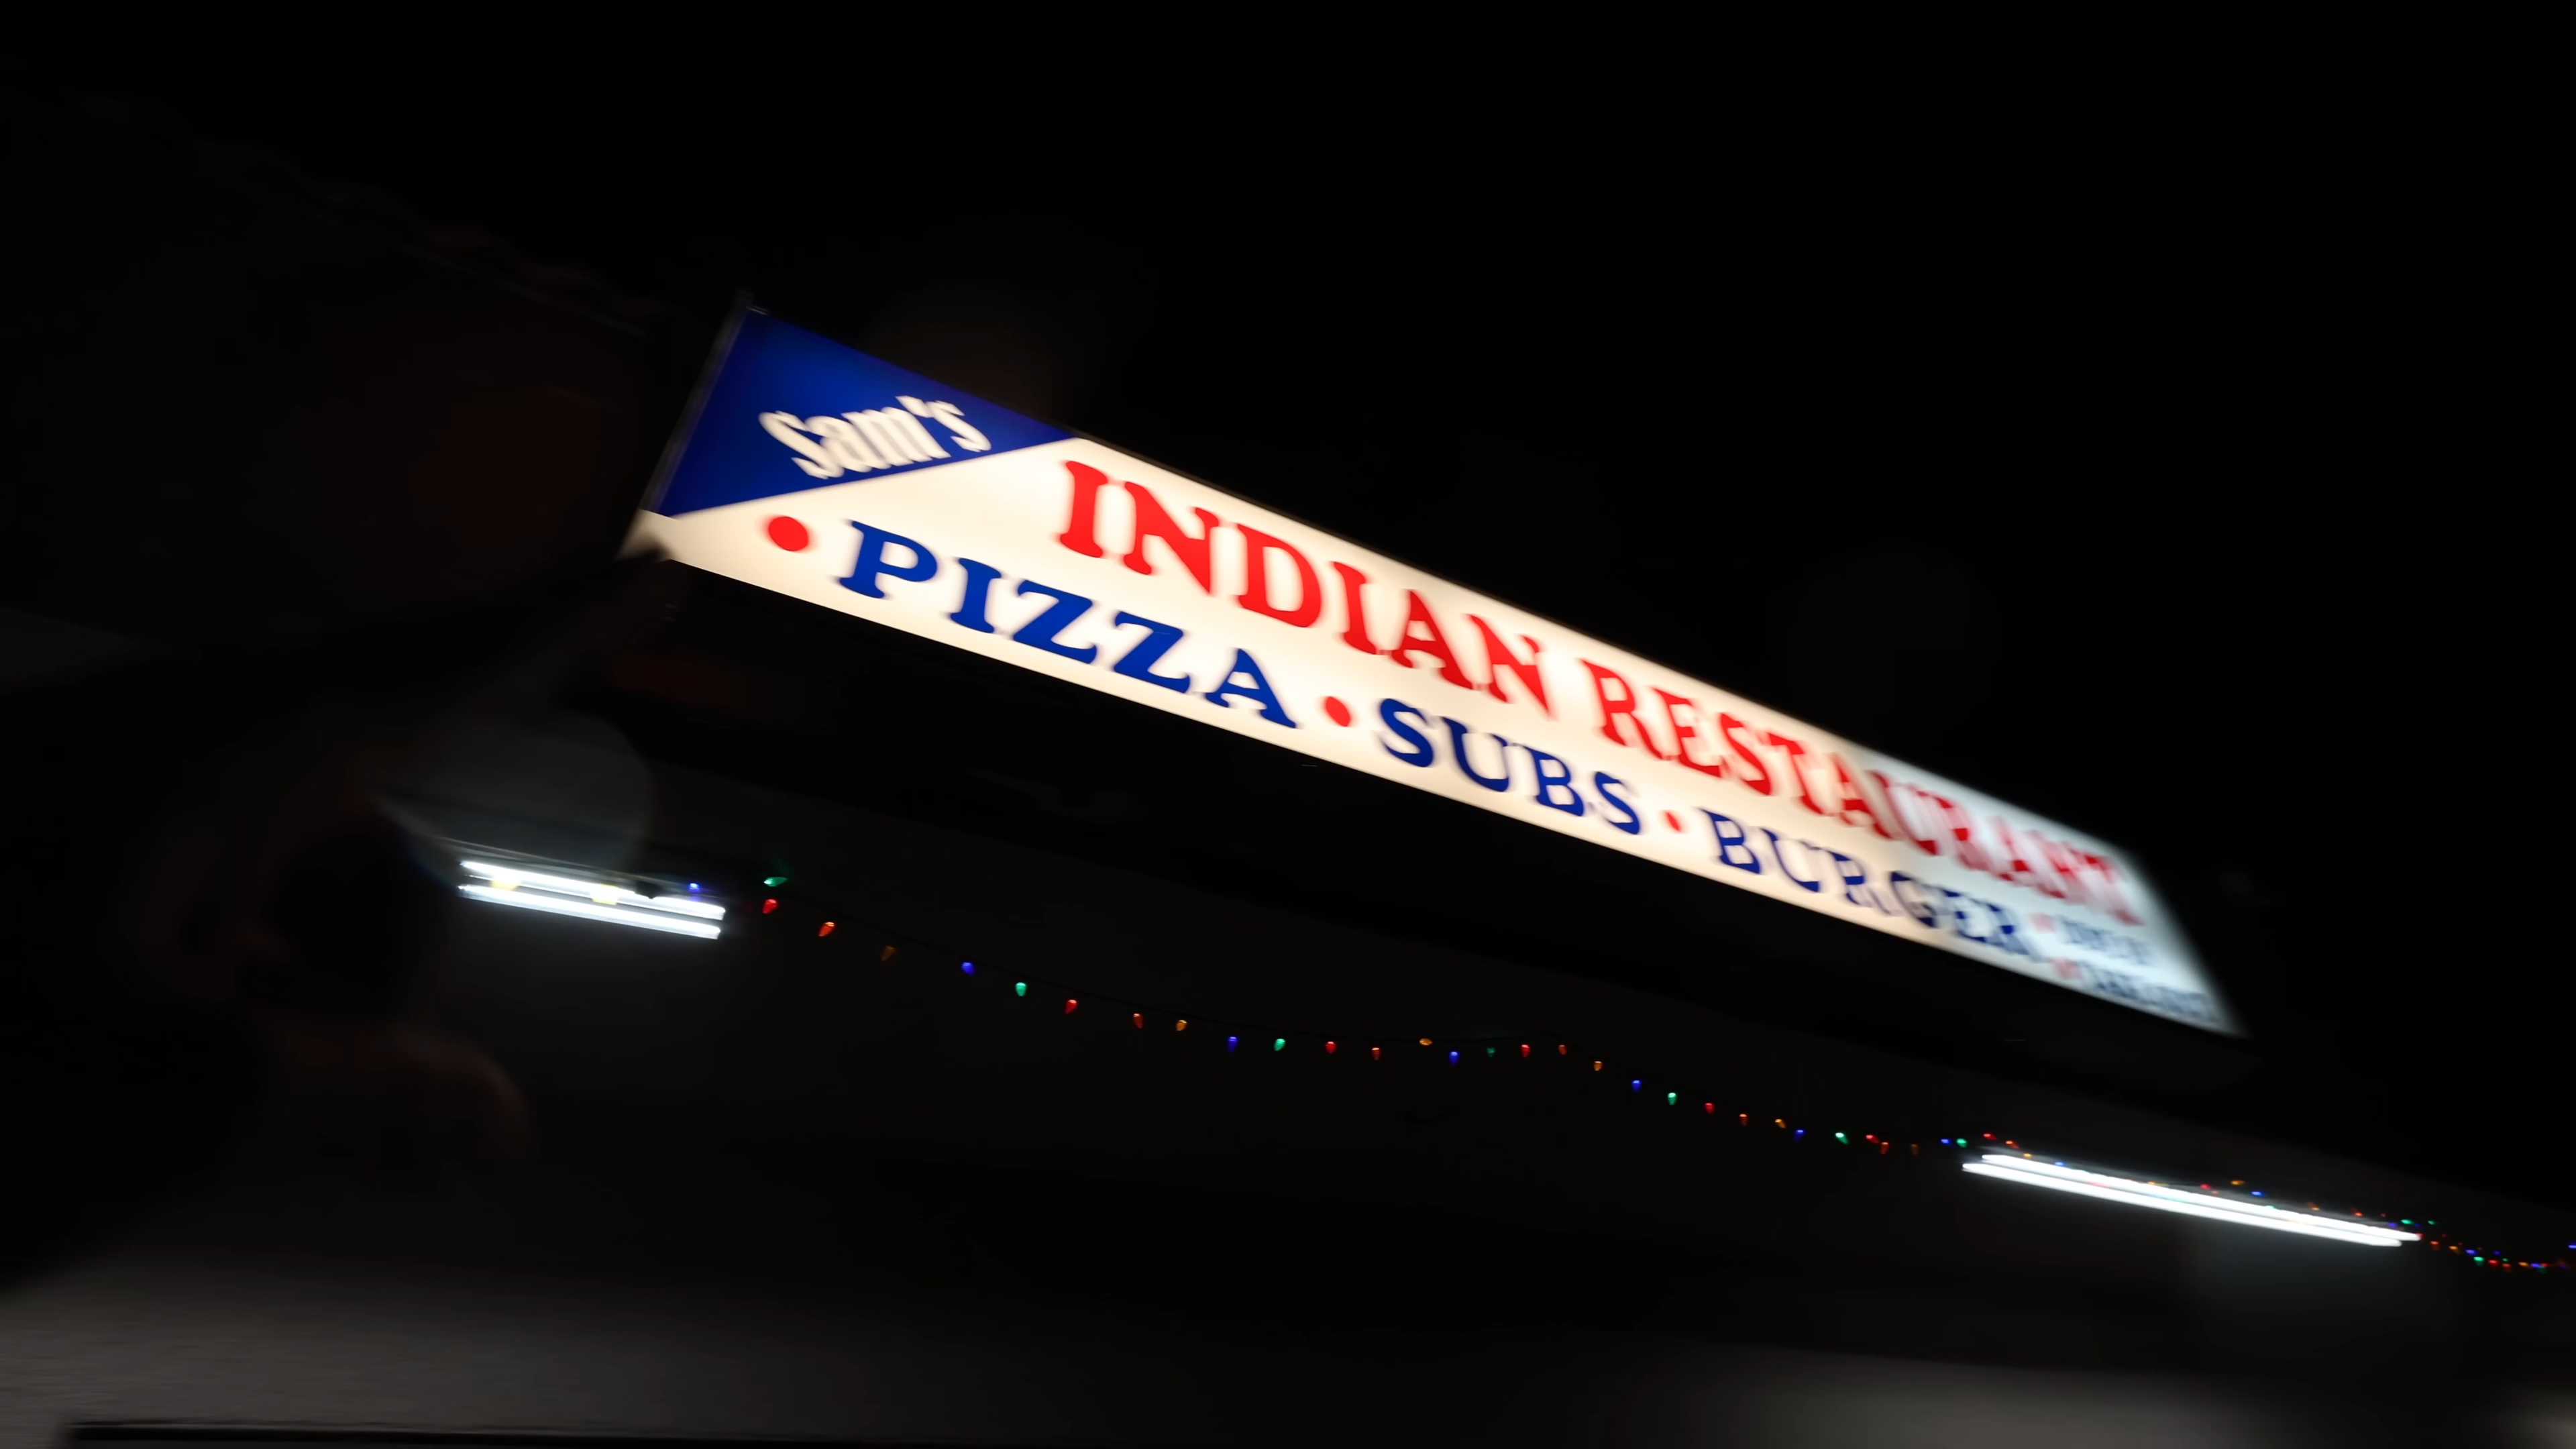 Sam's
INDIAN RESTAURANT
• PIZZA • SUBS • BURGER